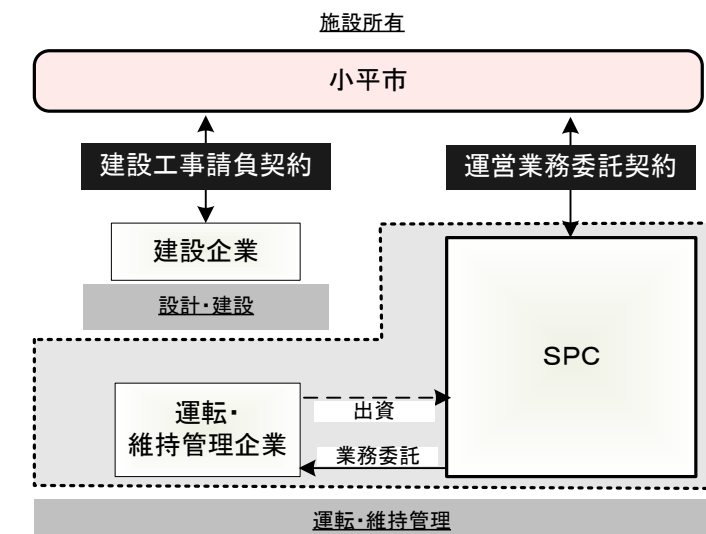 施設所有
小平市
建設工事請負契約
運営業務委託契約
建設企業
設計・建設
SPC
運転・
維持管理企業
出資
業務委託
運転・維持管理